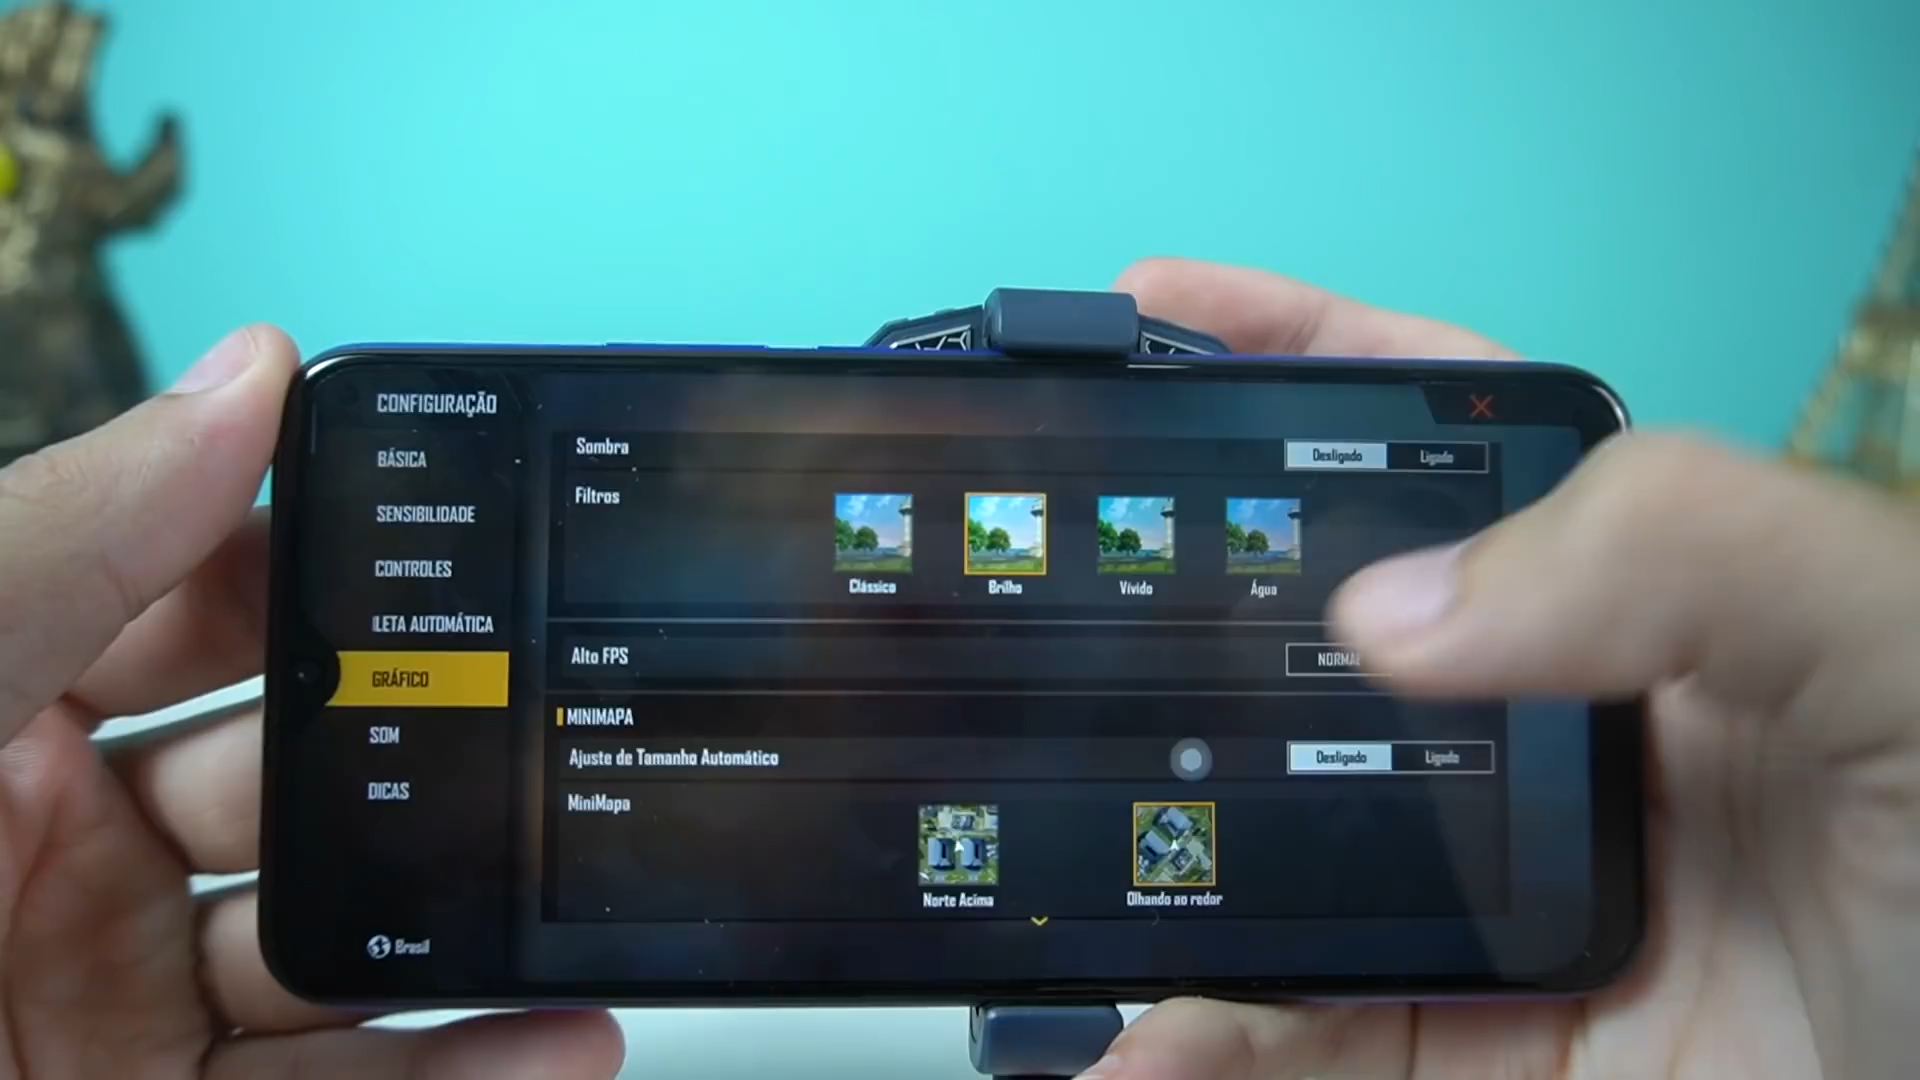 CONFIGURAÇÃO
BÁSICA
SENSIBILIDADE
CONTROLES
LETA AUTOMÁTICA
GRÁFICO
SOM
DICAS
Brasil
Sombra
Desligado
Ligado
Filtros
Clássico
Brilho
Vívido
Água
Alto FPS
NORMAL
MINIMAPA
Ajuste de Tamanho Automático
Desligado
Ligado
MiniMapa
Norte Acima
Olhando ao redor